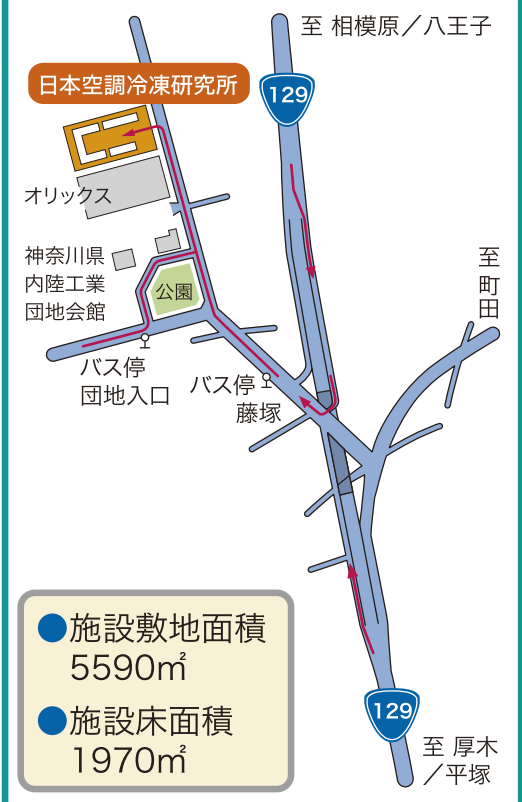 至 相模原／八王子
日本空調冷凍研究所
129
オリックス
神奈川県
内陸工業
団地会館
公園
至
町
田
バス停
団地入口
バス停
藤塚
●施設敷地面積
5590㎡
●施設床面積
1970㎡
129
至 厚木
／平塚